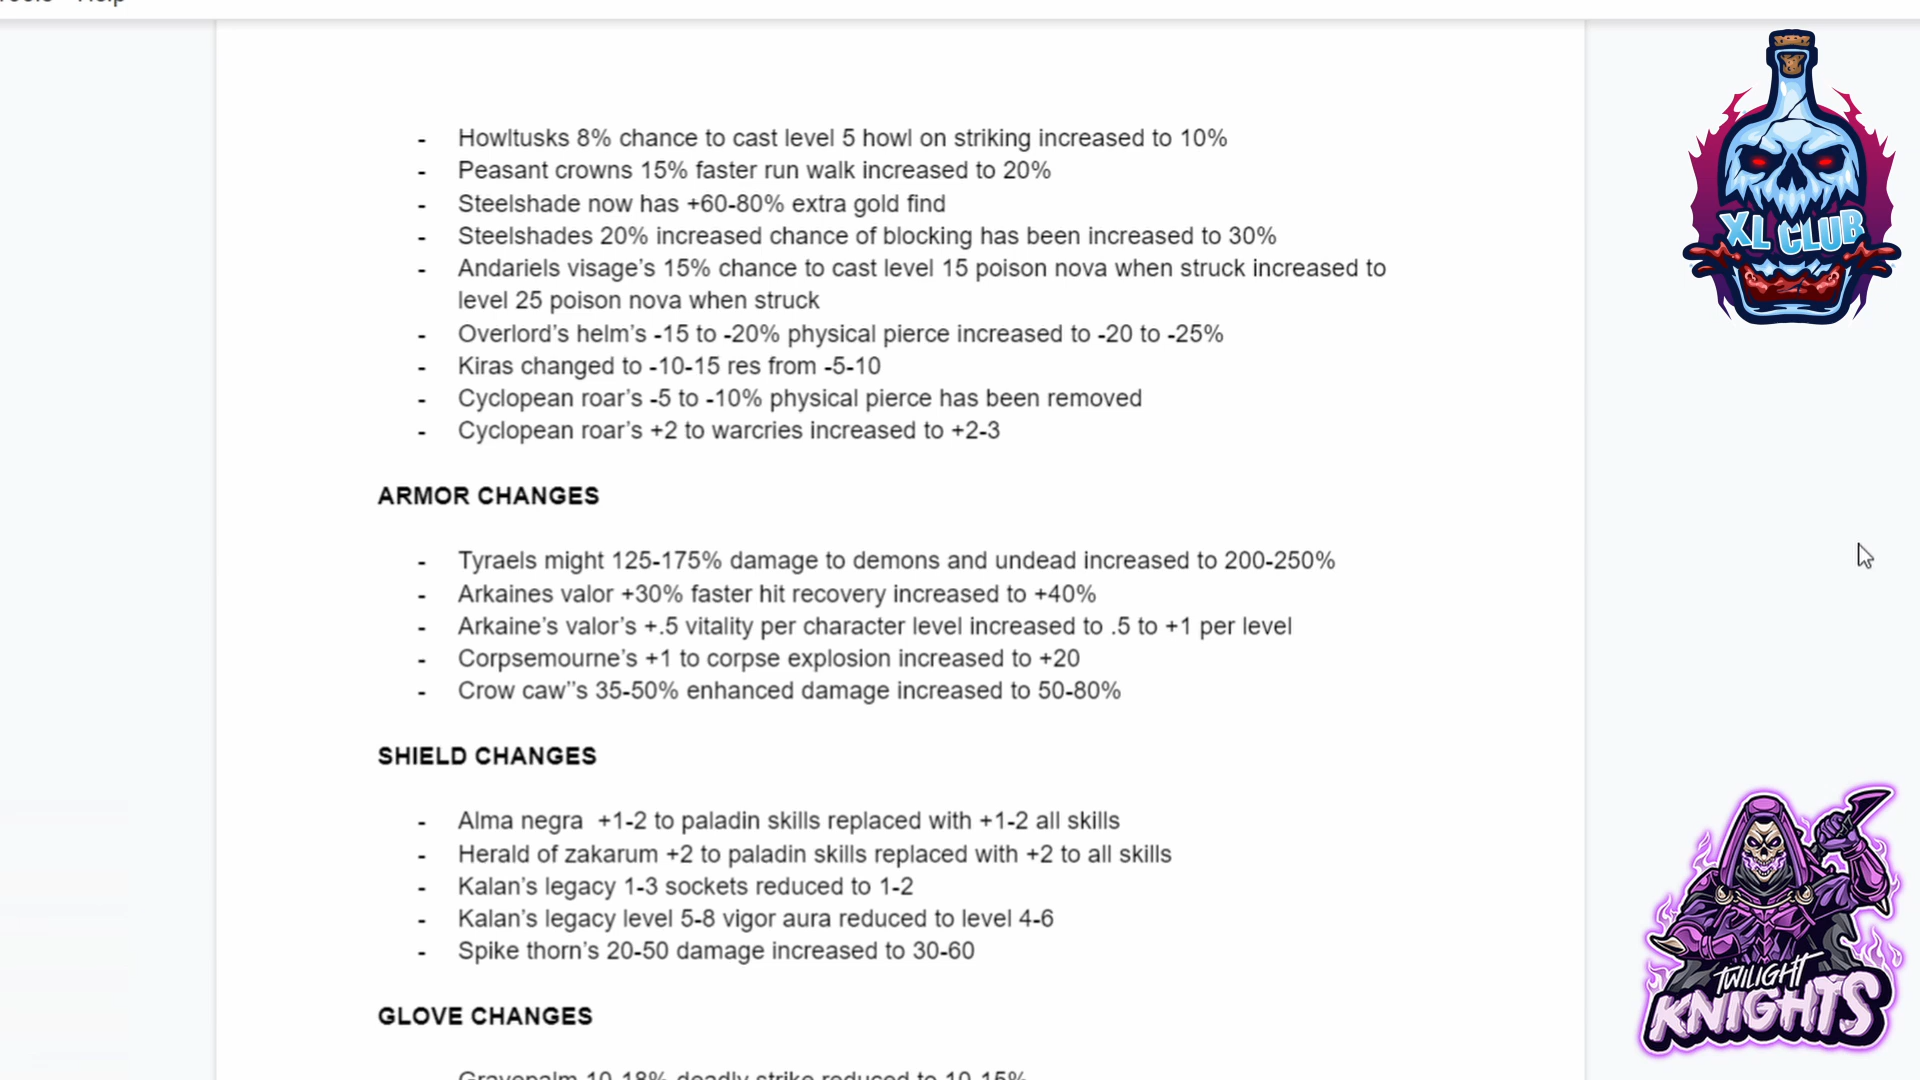 Help
- Howltusks 8% chance to cast level 5 howl on striking increased to 10%
- Peasant crowns 15% faster run walk increased to 20%
- Steelshade now has +60-80% extra gold find
- Steelshades 20% increased chance of blocking has been increased to 30%
- Andariels visage’s 15% chance to cast level 15 poison nova when struck increased to
level 25 poison nova when struck
- Overlord’s helm’s -15 to -20% physical pierce increased to -20 to -25%
- Kiras changed to -10-15 res from -5-10
- Cyclopean roar’s -5 to -10% physical pierce has been removed
- Cyclopean roar’s +2 to warcries increased to +2-3
ARMOR CHANGES
- Tyraels might 125-175% damage to demons and undead increased to 200-250%
- Arkaines valor +30% faster hit recovery increased to +40%
- Arkaine’s valor’s +.5 vitality per character level increased to .5 to +1 per level
- Corpsemourne’s +1 to corpse explosion increased to +20
- Crow caw”s 35-50% enhanced damage increased to 50-80%
SHIELD CHANGES
- Alma negra  +1-2 to paladin skills replaced with +1-2 all skills
- Herald of zakarum +2 to paladin skills replaced with +2 to all skills
- Kalan’s legacy 1-3 sockets reduced to 1-2
- Kalan’s legacy level 5-8 vigor aura reduced to level 4-6
- Spike thorn’s 20-50 damage increased to 30-60
GLOVE CHANGES
Gravepalm 10-18% deadly strike reduced to 10-15%
XL CLUB
TWILIGHT
KNIGHTS